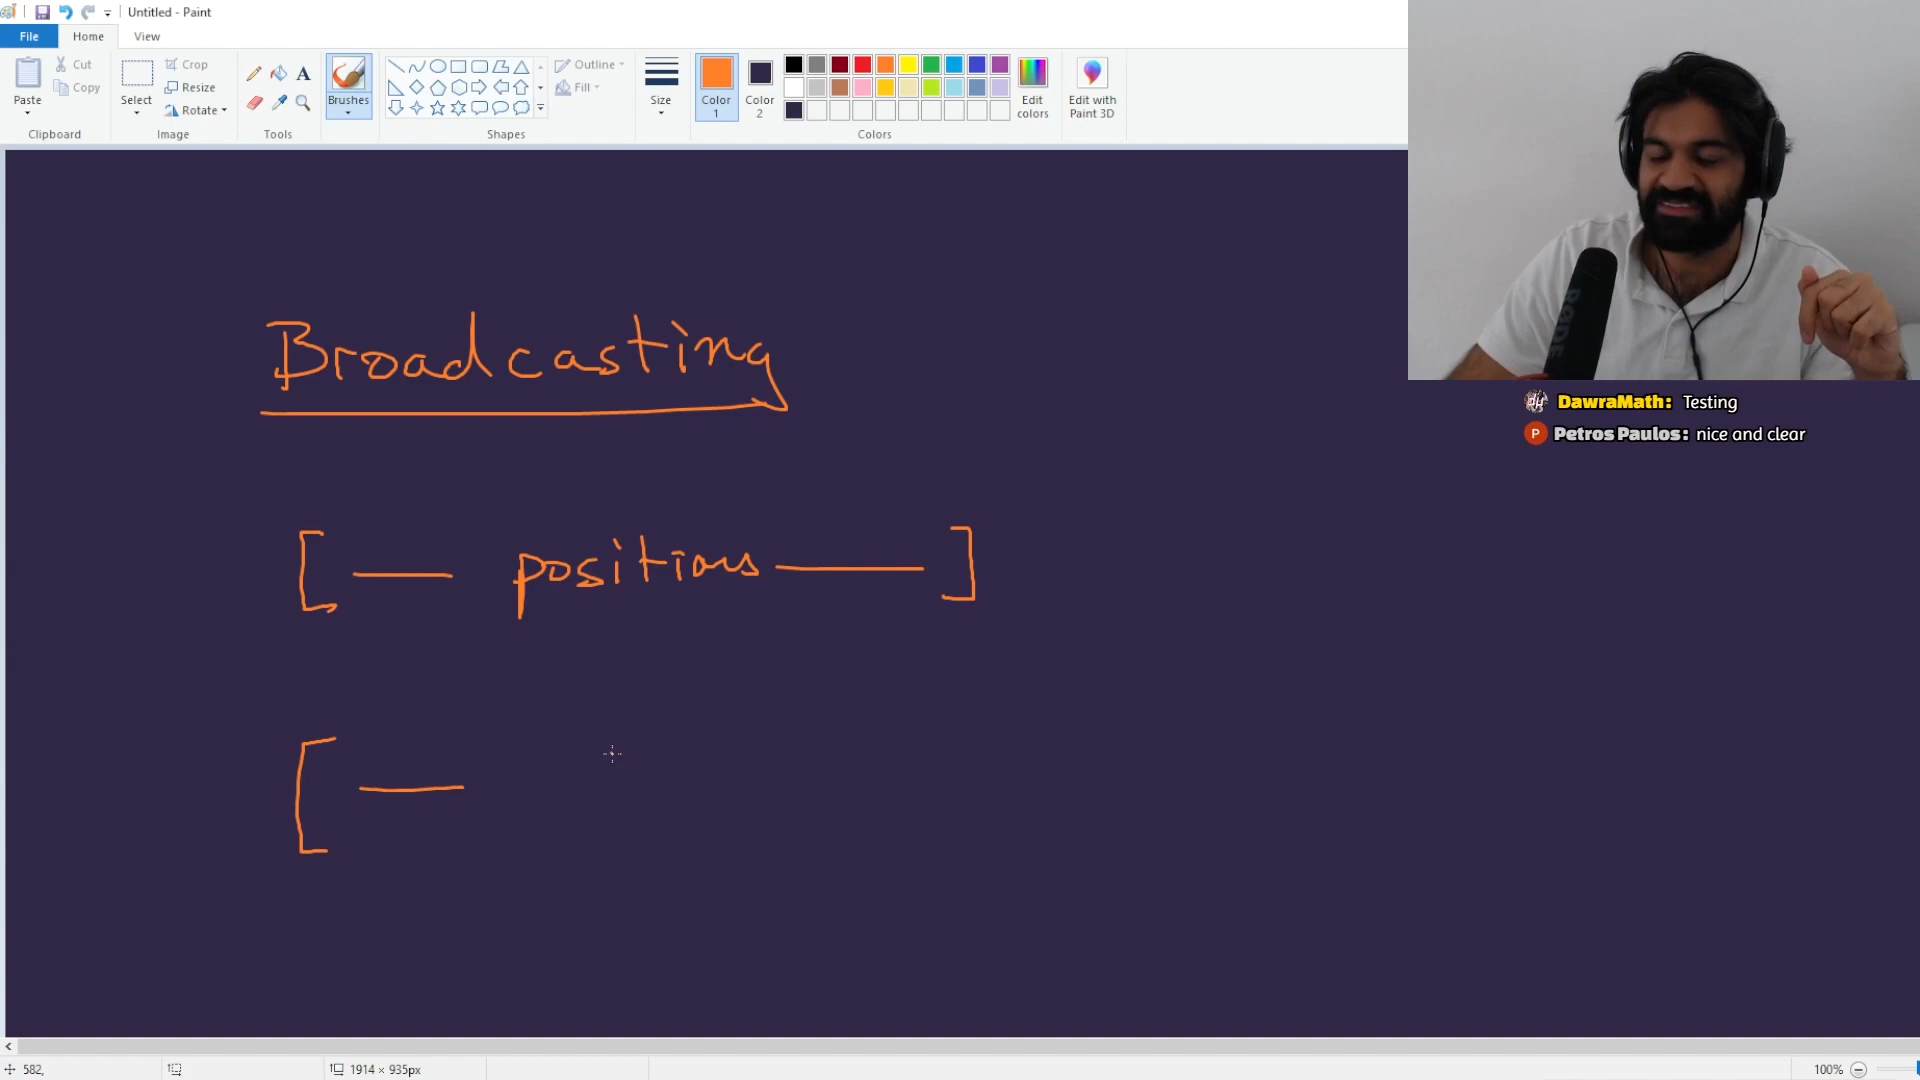 Untitled - Paint
File Home View
Paste
Cut
Copy
Clipboard
Select
Crop
Resize
Rotate
Image
Tools
Brushes
Outline
Fill
Shapes
Size
Color 1
Color 2
Edit colors
Colors
Edit with Paint 3D
DawraMath: Testing
P Petros Paulos: nice and clear
Broadcasting
[ — positions — ]
[ —
582,
1914 × 935px
100%